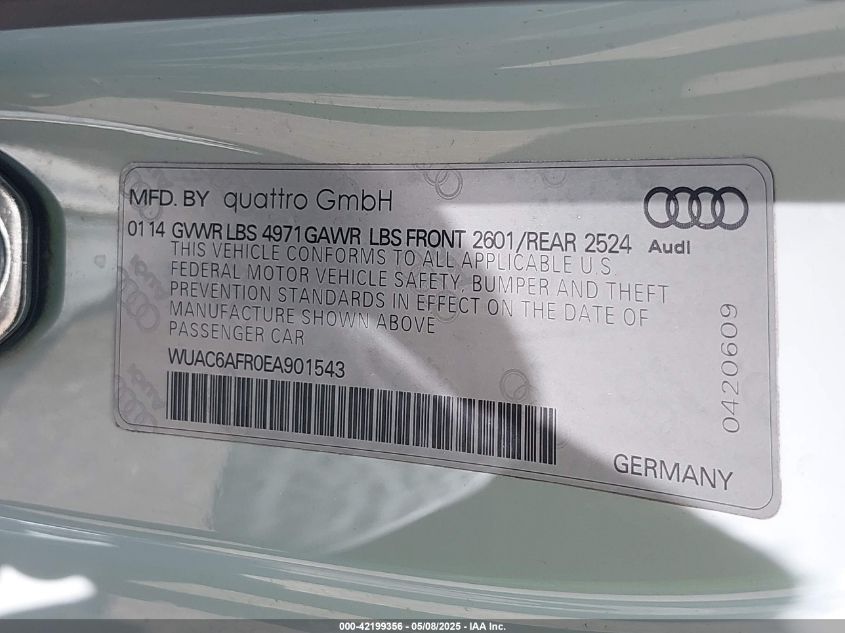 MFD. BY quattro GmbH
0114 GVWR LBS 4971 GAWR LBS FRONT 2601/REAR 2524
Audi
THIS VEHICLE CONFORMS TO ALL APPLICABLE U.S.
FEDERAL MOTOR VEHICLE SAFETY, BUMPER AND THEFT
PREVENTION STANDARDS IN EFFECT ON THE DATE OF
MANUFACTURE SHOWN ABOVE
PASSENGER CAR
WUAC6AFR0EA901543
0420609
GERMANY
Audi
Audi
000-42199356 - 05/08/2025 - IAA Inc.